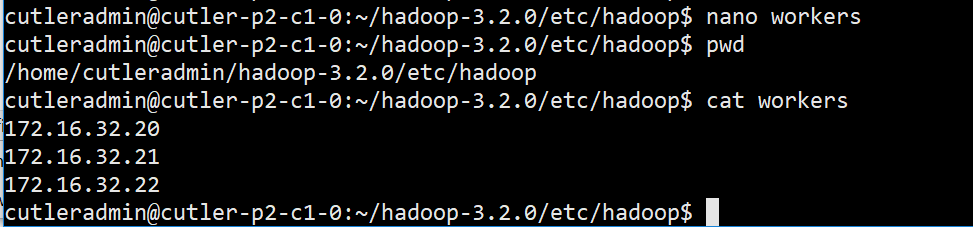 cutleradmin@cutler-p2-c1-0:~/hadoop-3.2.0/etc/hadoop$ nano workers
cutleradmin@cutler-p2-c1-0:~/hadoop-3.2.0/etc/hadoop$ pwd
/home/cutleradmin/hadoop-3.2.0/etc/hadoop
cutleradmin@cutler-p2-c1-0:~/hadoop-3.2.0/etc/hadoop$ cat workers
172.16.32.20
172.16.32.21
172.16.32.22
cutleradmin@cutler-p2-c1-0:~/hadoop-3.2.0/etc/hadoop$